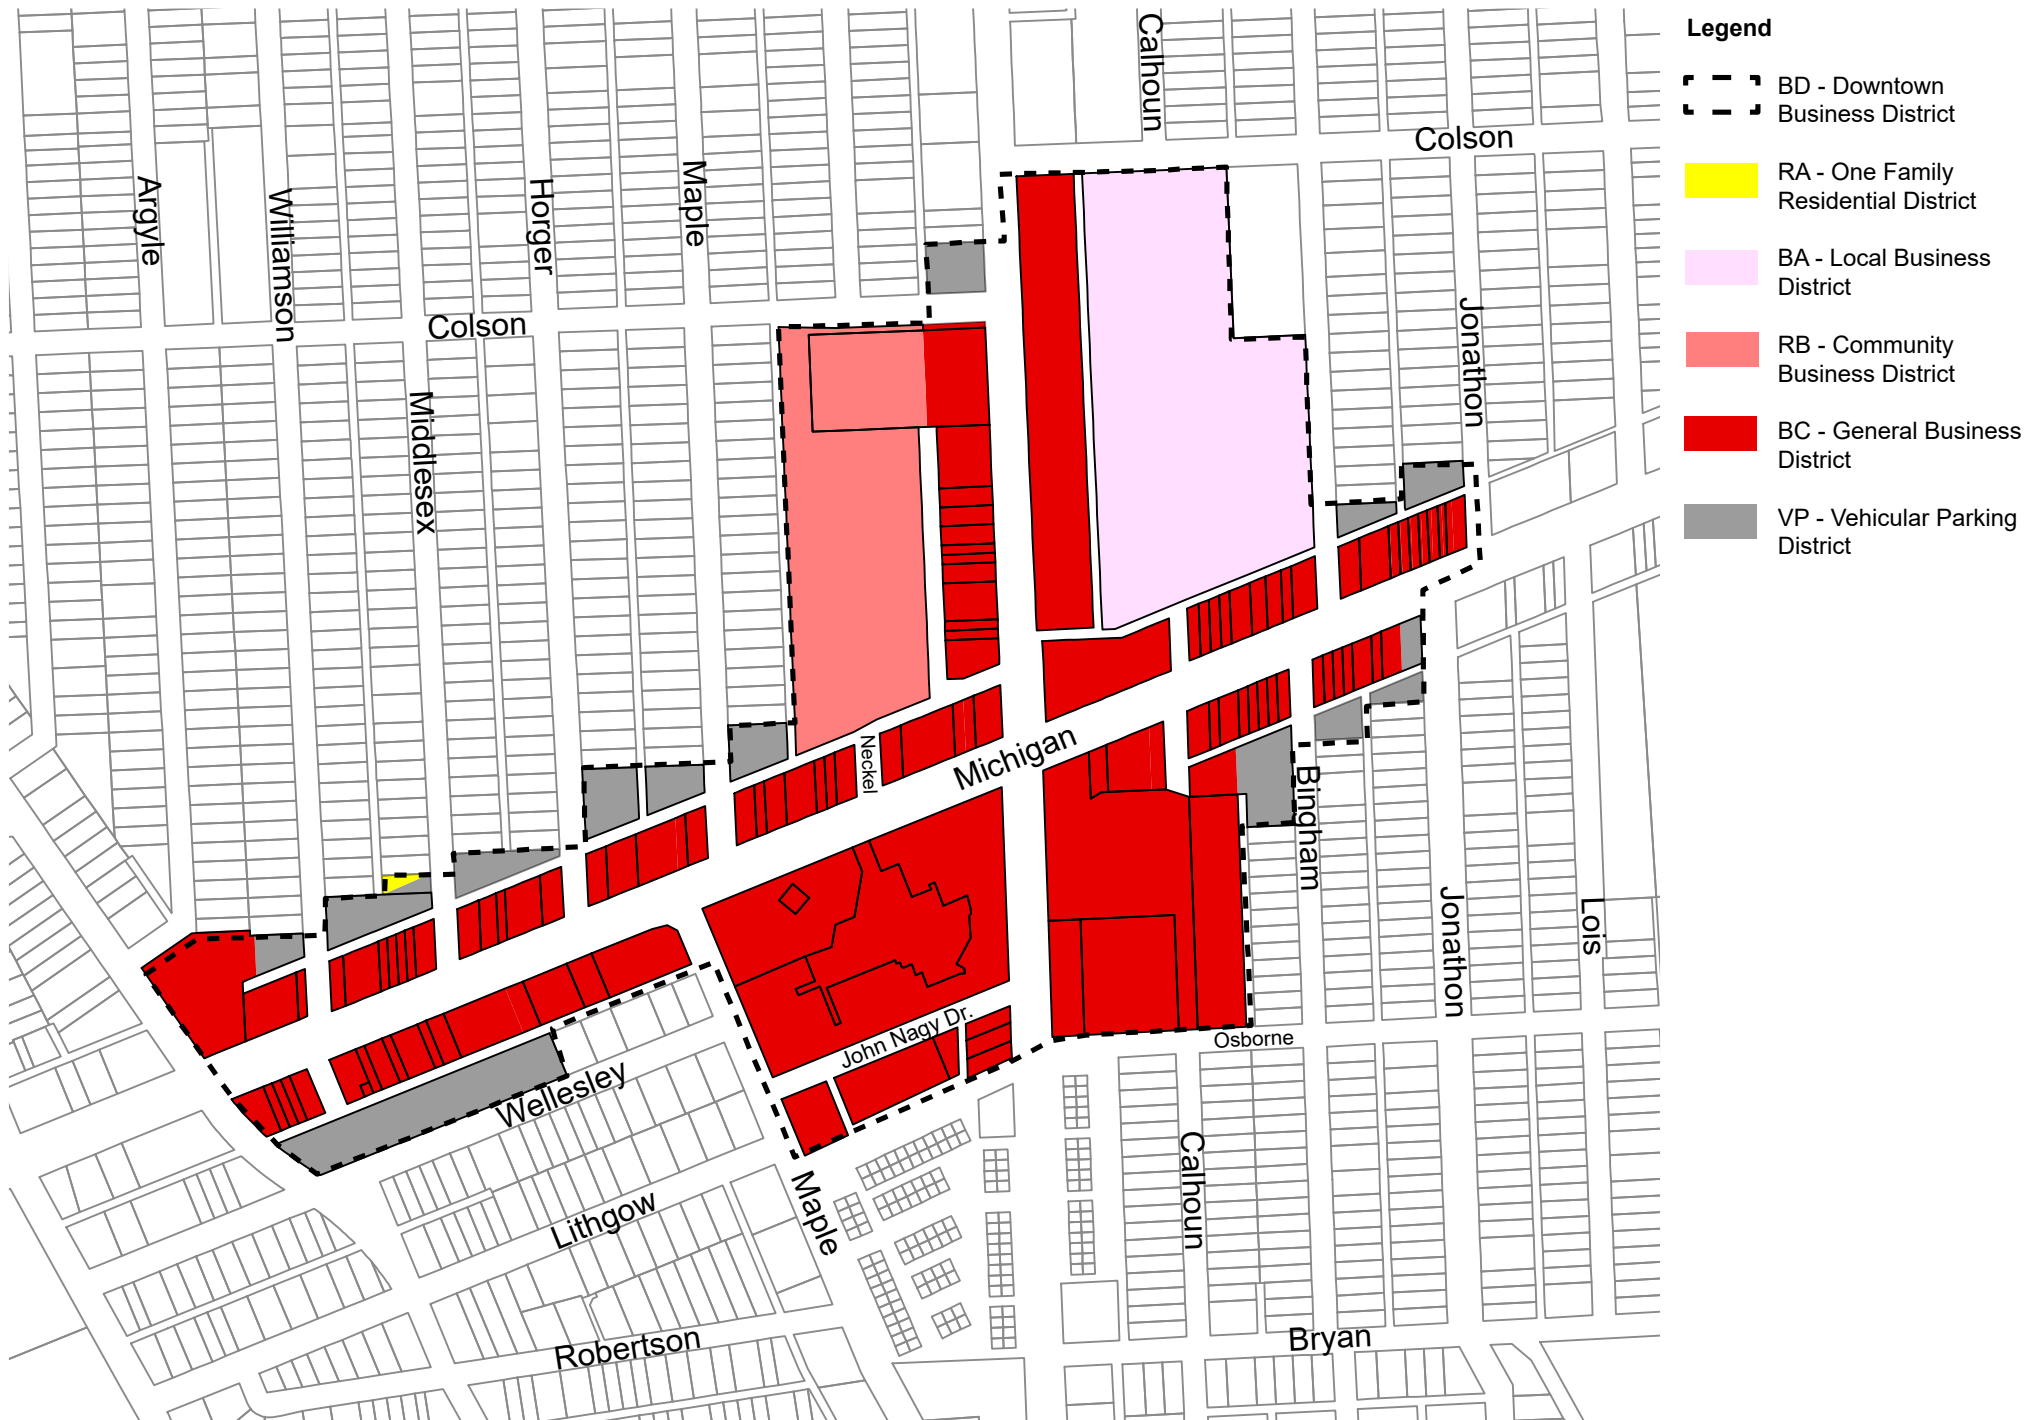 Calhoun
Colson
Argyle
Williamson
Horger
Maple
Colson
Middlesex
Jonathon
Neckel
Michigan
Bingham
Jonathon
Lois
John Nagy Dr.
Osborne
Wellesley
Maple
Lithgow
Calhoun
Robertson
Bryan
Legend
BD - Downtown
Business District
RA - One Family
Residential District
BA - Local Business
District
RB - Community
Business District
BC - General Business
District
VP - Vehicular Parking
District